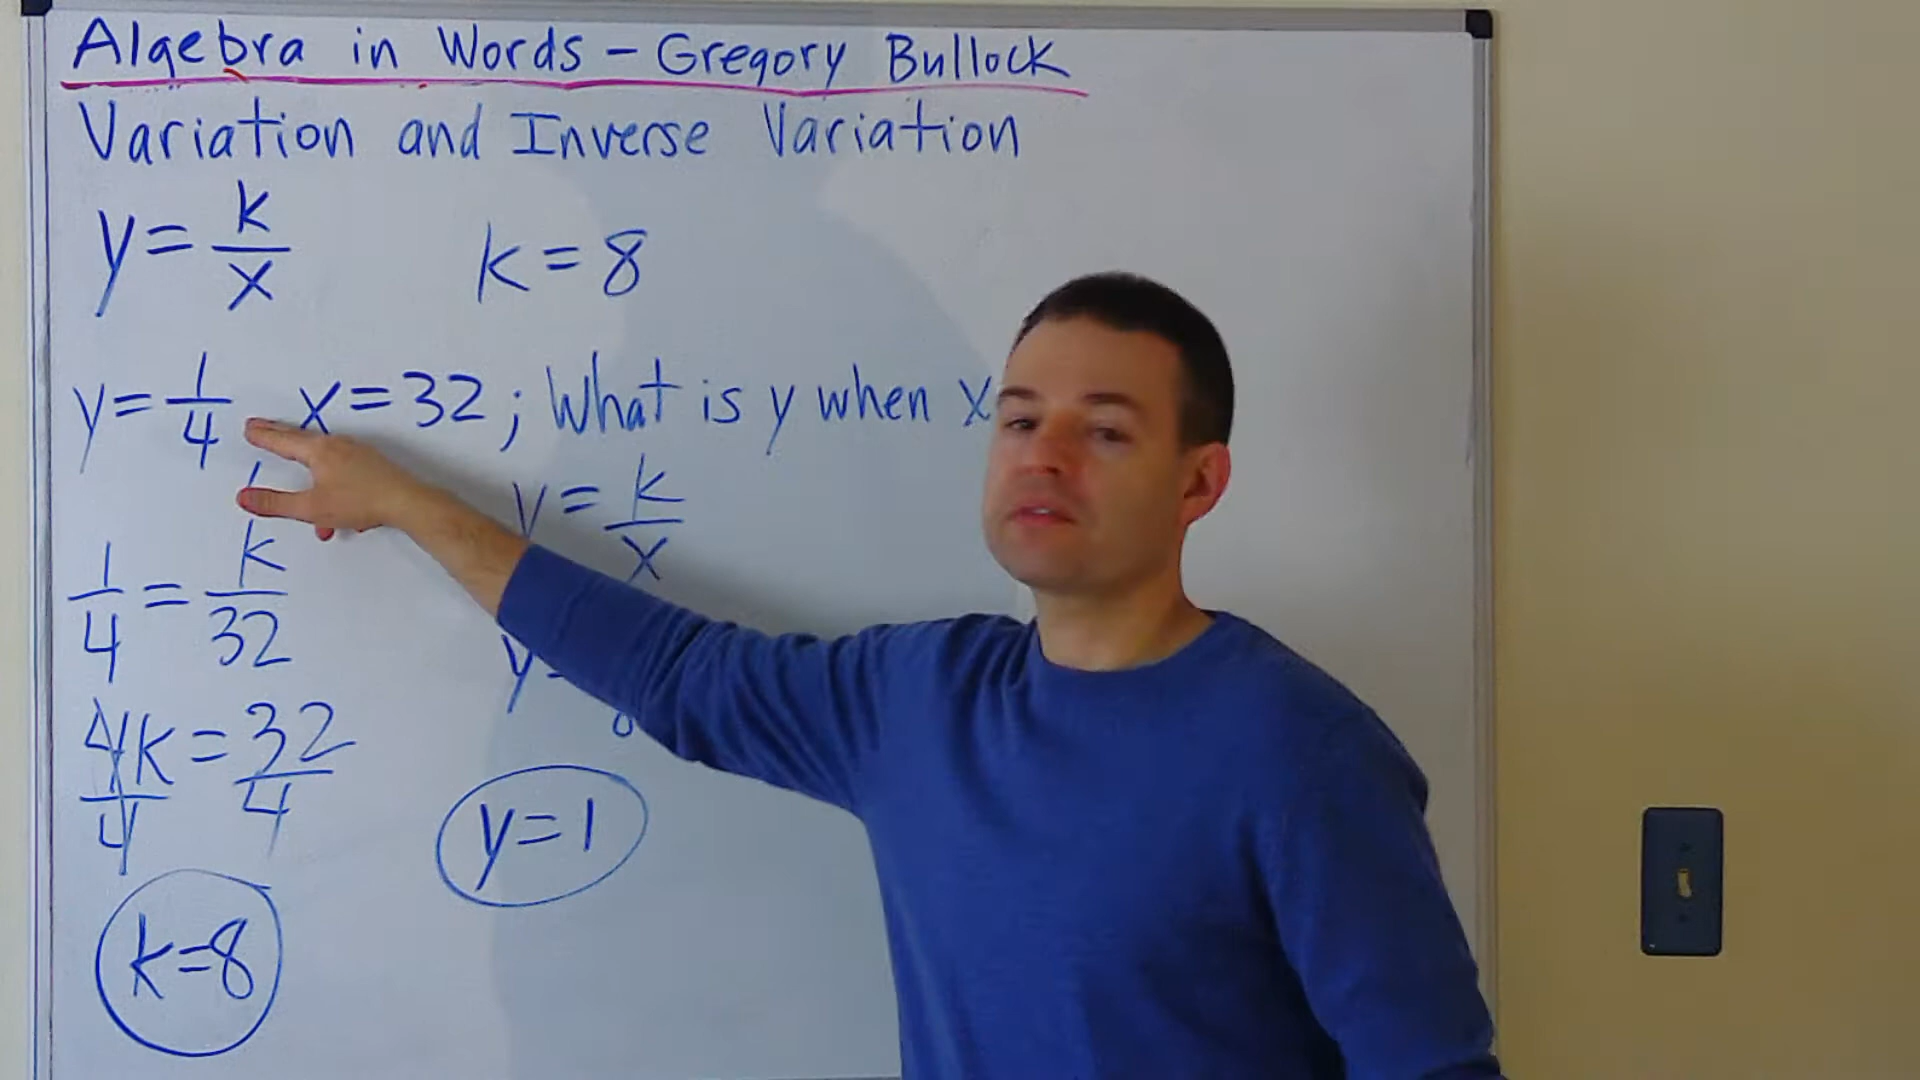 Algebra in Words - Gregory Bullock
Variation and Inverse Variation
y = k/x
k = 8
y = 1/4 x = 32 ; What is y when x
y = k/x
1/4 = k/32
y =
4k/4 = 32/4
y = 1
k = 8